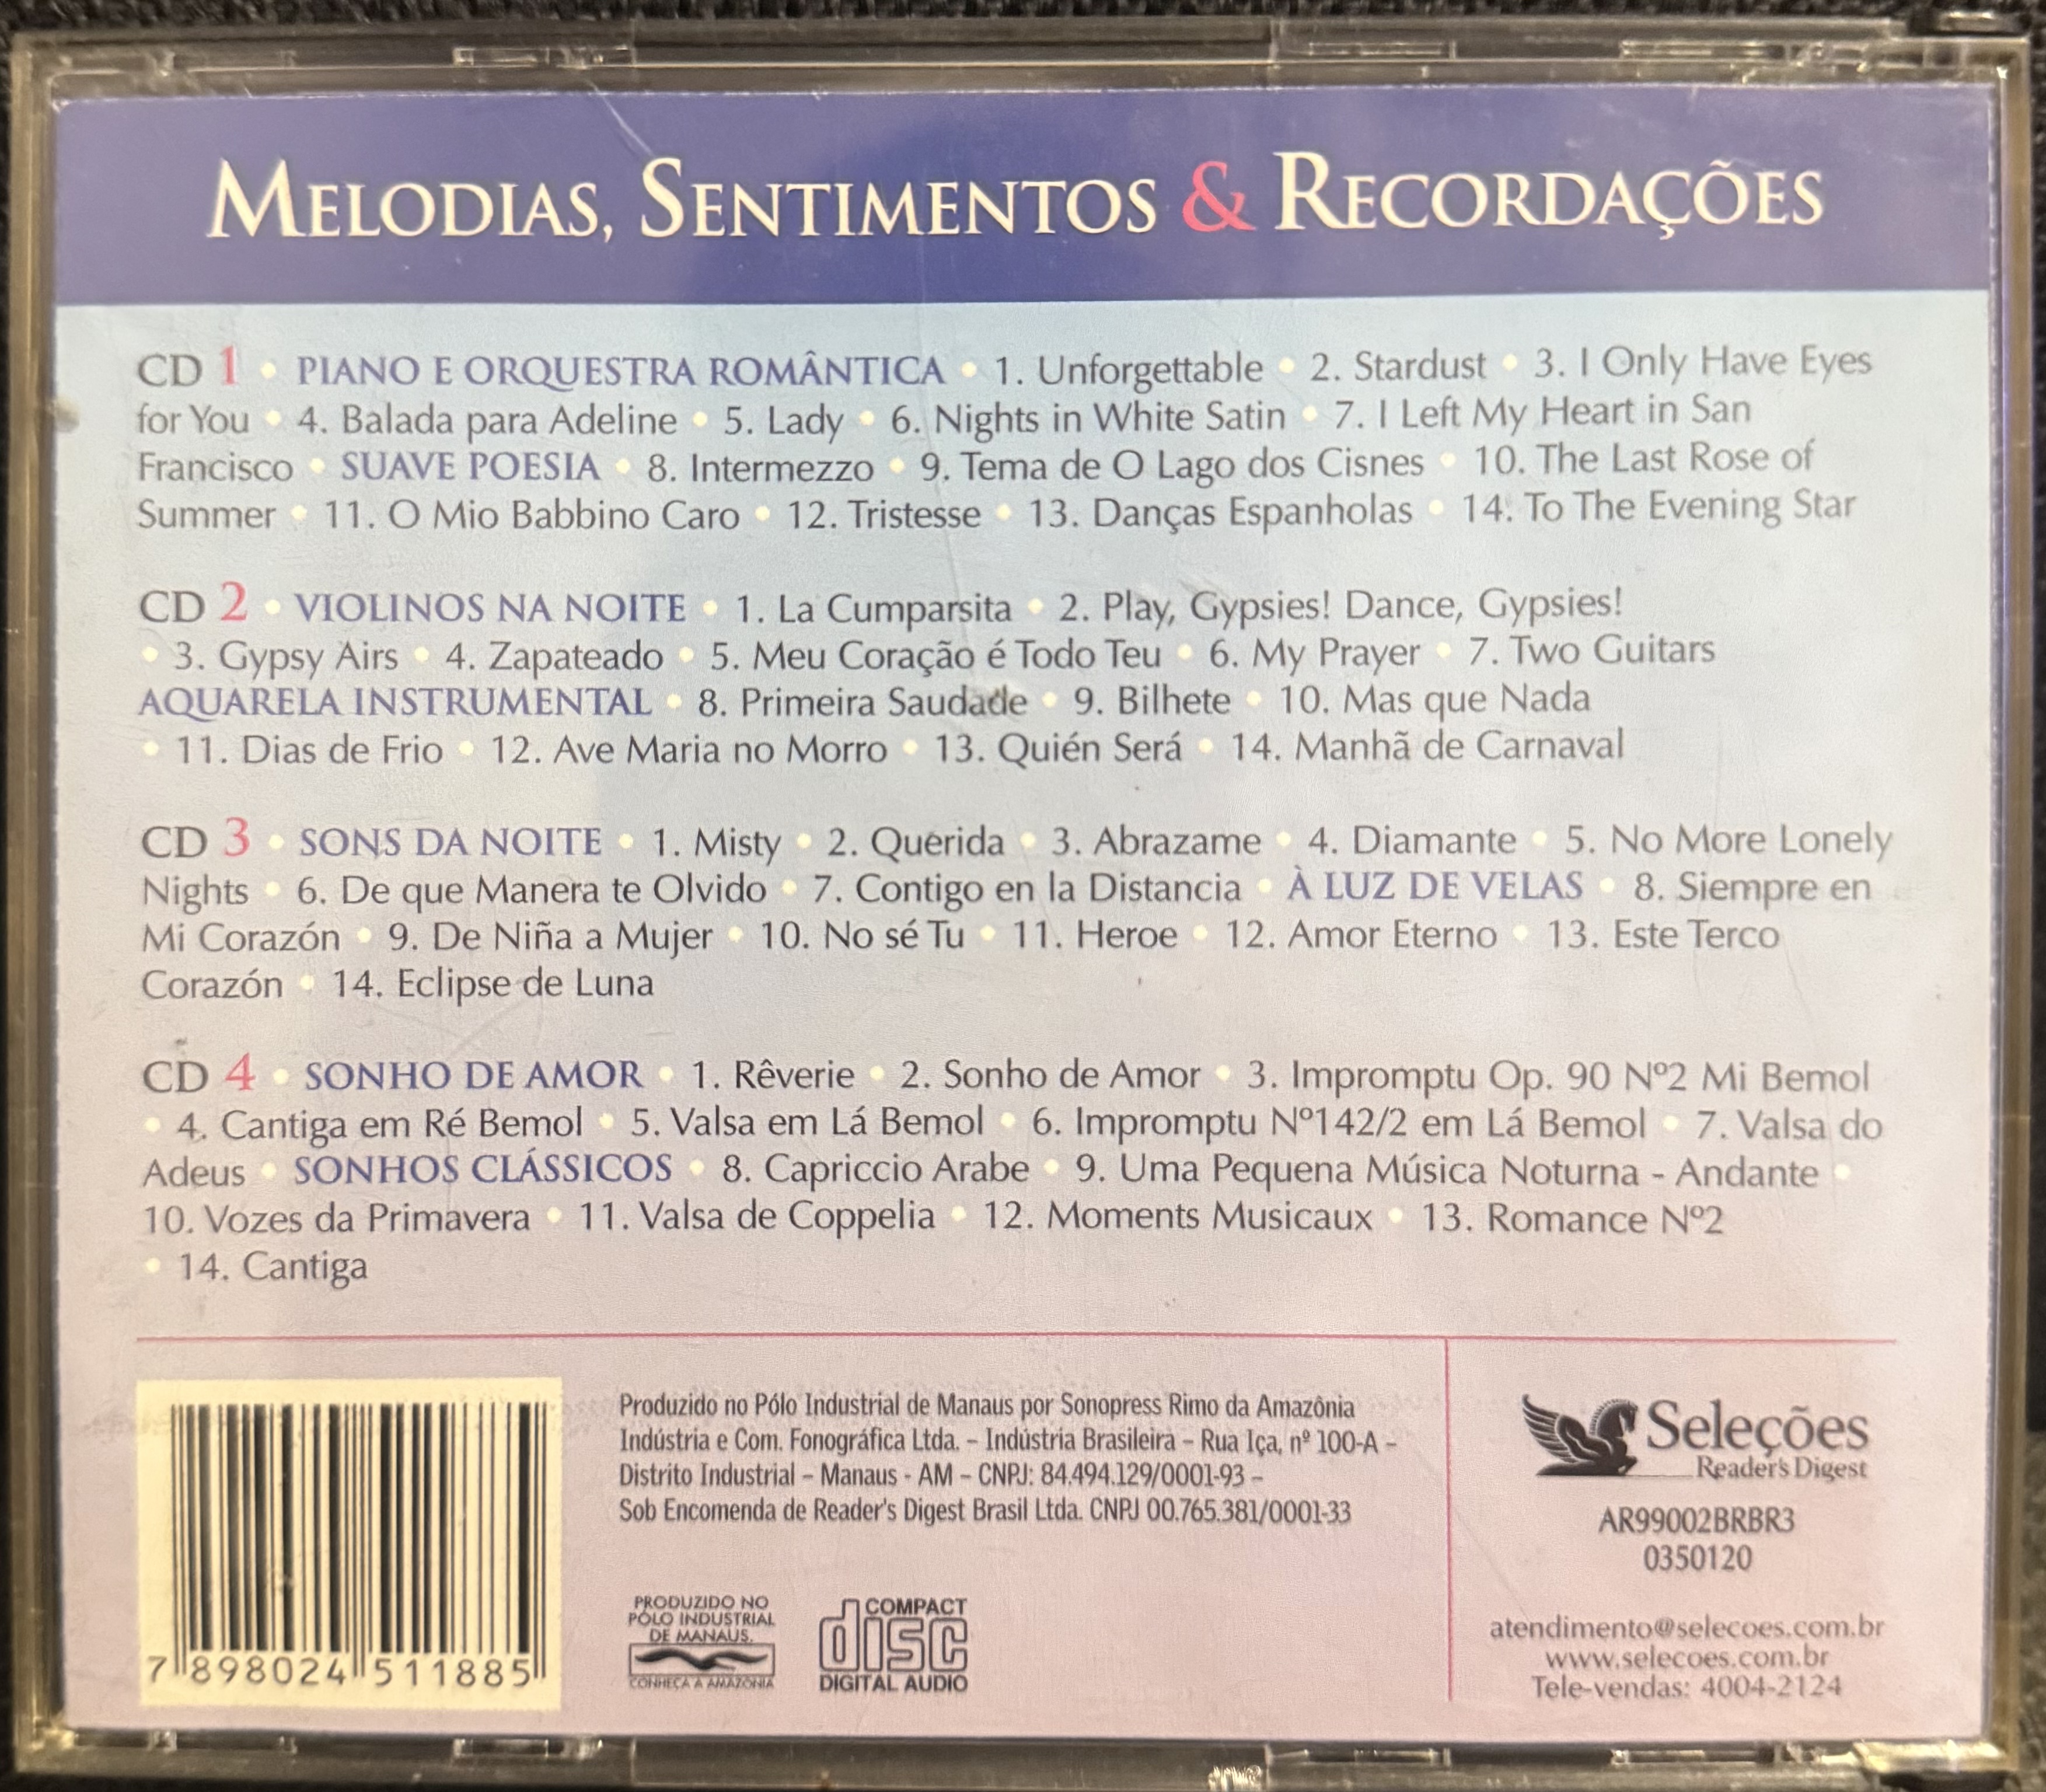 MELODIAS, SENTIMENTOS & RECORDAÇÕES
CD 1 • PIANO E ORQUESTRA ROMÂNTICA • 1. Unforgettable • 2. Stardust • 3. I Only Have Eyes
for You • 4. Balada para Adeline • 5. Lady • 6. Nights in White Satin • 7. I Left My Heart in San
Francisco • SUAVE POESIA • 8. Intermezzo • 9. Tema de O Lago dos Cisnes • 10. The Last Rose of
Summer • 11. O Mio Babbino Caro • 12. Tristesse • 13. Danças Espanholas • 14. To The Evening Star
CD 2 • VIOLINOS NA NOITE • 1. La Cumparsita • 2. Play, Gypsies! Dance, Gypsies!
• 3. Gypsy Airs • 4. Zapateado • 5. Meu Coração é Todo Teu • 6. My Prayer • 7. Two Guitars
AQUARELA INSTRUMENTAL • 8. Primeira Saudade • 9. Bilhete • 10. Mas que Nada
• 11. Dias de Frio • 12. Ave Maria no Morro • 13. Quién Será • 14. Manhã de Carnaval
CD 3 • SONS DA NOITE • 1. Misty • 2. Querida • 3. Abrazame • 4. Diamante • 5. No More Lonely
Nights • 6. De que Manera te Olvido • 7. Contigo en la Distancia • À LUZ DE VELAS • 8. Siempre en
Mi Corazón • 9. De Niña a Mujer • 10. No sé Tu • 11. Heroe • 12. Amor Eterno • 13. Este Terco
Corazón • 14. Eclipse de Luna
CD 4 • SONHO DE AMOR • 1. Rêverie • 2. Sonho de Amor • 3. Impromptu Op. 90 Nº2 Mi Bemol
• 4. Cantiga em Ré Bemol • 5. Valsa em Lá Bemol • 6. Impromptu Nº142/2 em Lá Bemol • 7. Valsa do
Adeus • SONHOS CLÁSSICOS • 8. Capriccio Arabe • 9. Uma Pequena Música Noturna - Andante •
10. Vozes da Primavera • 11. Valsa de Coppelia • 12. Moments Musicaux • 13. Romance Nº2
• 14. Cantiga
Produzido no Pólo Industrial de Manaus por Sonopress Rimo da Amazônia
Indústria e Com. Fonográfica Ltda. – Indústria Brasileira – Rua Iça, nº 100-A –
Distrito Industrial – Manaus - AM – CNPJ: 84.494.129/0001-93 –
Sob Encomenda de Reader's Digest Brasil Ltda. CNPJ 00.765.381/0001-33
PRODUZIDO NO
PÓLO INDUSTRIAL
DE MANAUS.
CONHEÇA A AMAZÔNIA
COMPACT
disc
DIGITAL AUDIO
7 898024 511885
Seleções
Reader's Digest
AR99002BRBR3
0350120
atendimento@selecoes.com.br
www.selecoes.com.br
Tele-vendas: 4004-2124